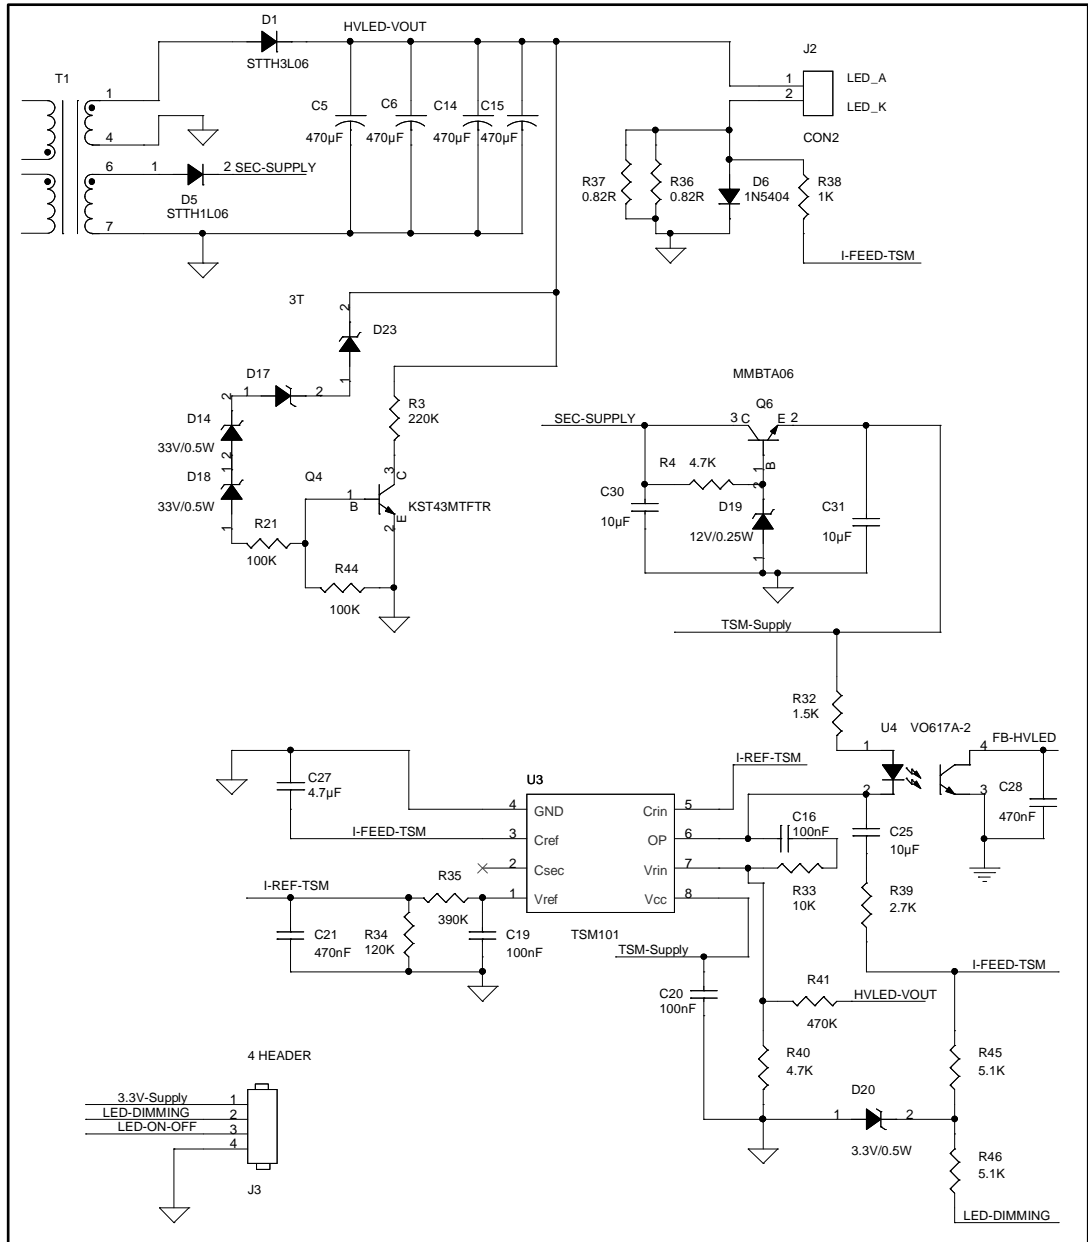 D1
HVLED-VOUT
STTH3L06
J2
T1
1
1
LED_A
2
LED_K
C5
C6
C14
C15
470µF
470µF
470µF
470µF
4
CON2
6
1
2
SEC-SUPPLY
R37
0.82R
R36
0.82R
D6
1N5404
R38
1K
D5
STTH1L06
7
I-FEED-TSM
3T
2
D23
1
D17
1
2
MMBTA06
2
R3
220K
Q6
D14
SEC-SUPPLY
3
C
E
2
33V/0.5W
2
1
D18
Q4
3
C
R4
4.7K
1
B
2
33V/0.5W
1
B
KST43MTFTR
C30
D19
C31
1
R21
2
E
10µF
12V/0.25W
10µF
100K
1
R44
100K
TSM-Supply
R32
1.5K
U4
VO617A-2
1
4
FB-HVLED
I-REF-TSM
C27
4.7µF
U3
2
3
C28
470nF
4
GND
Crin
5
C16
100nF
C25
10µF
I-FEED-TSM
3
Cref
OP
6
2
Csec
Vrin
7
I-REF-TSM
R35
R33
10K
R39
2.7K
390K
1
Vref
Vcc
8
C21
470nF
R34
120K
C19
100nF
TSM101
TSM-Supply
I-FEED-TSM
C20
100nF
R41
HVLED-VOUT
470K
4 HEADER
R40
4.7K
R45
5.1K
D20
3.3V-Supply
1
LED-DIMMING
2
1
2
LED-ON-OFF
3
4
3.3V/0.5W
R46
5.1K
J3
LED-DIMMING